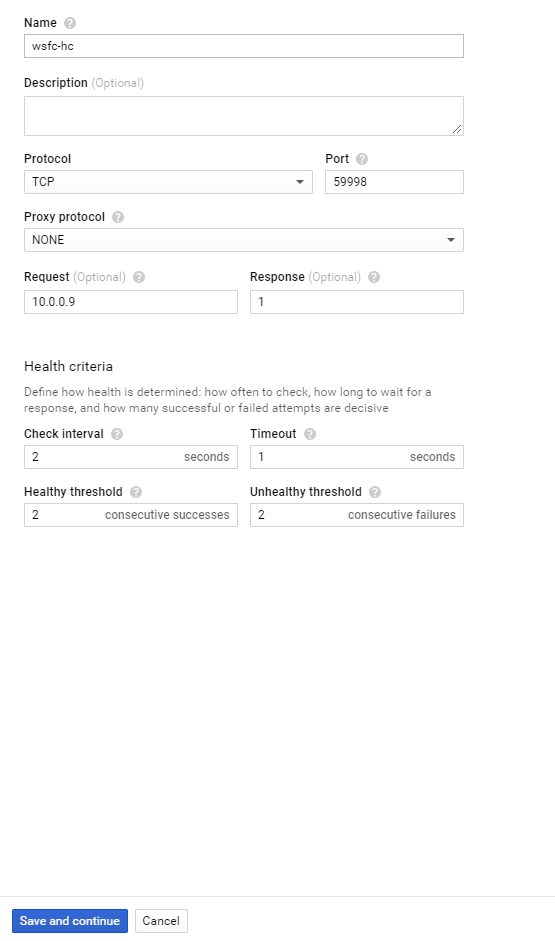 Name
wsfc-hc
Description (Optional)
Protocol Port
TCP 59998
Proxy protocol
NONE
Request (Optional) Response (Optional)
10.0.0.9 1
Health criteria
Define how health is determined: how often to check, how long to wait for a
response, and how many successful or failed attempts are decisive
Check interval Timeout
2 seconds 1 seconds
Healthy threshold Unhealthy threshold
2 consecutive successes 2 consecutive failures
Save and continue Cancel